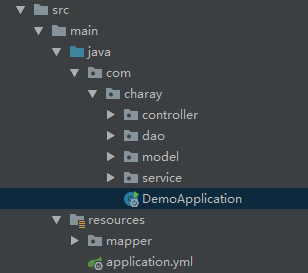 src
main
java
com
charay
controller
dao
model
service
DemoApplication
resources
mapper
application.yml